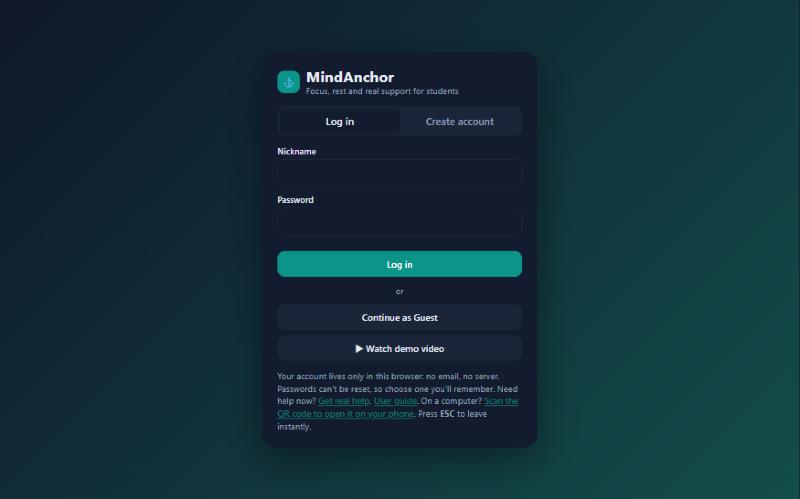 MindAnchor
Focus, rest and real support for students
Log in
Create account
Nickname
Password
Log in
or
Continue as Guest
▶ Watch demo video
Your account lives only in this browser: no email, no server.
Passwords can't be reset, so choose one you'll remember. Need
help now? Get real help. User guide. On a computer? Scan the
QR code to open it on your phone. Press ESC to leave
instantly.